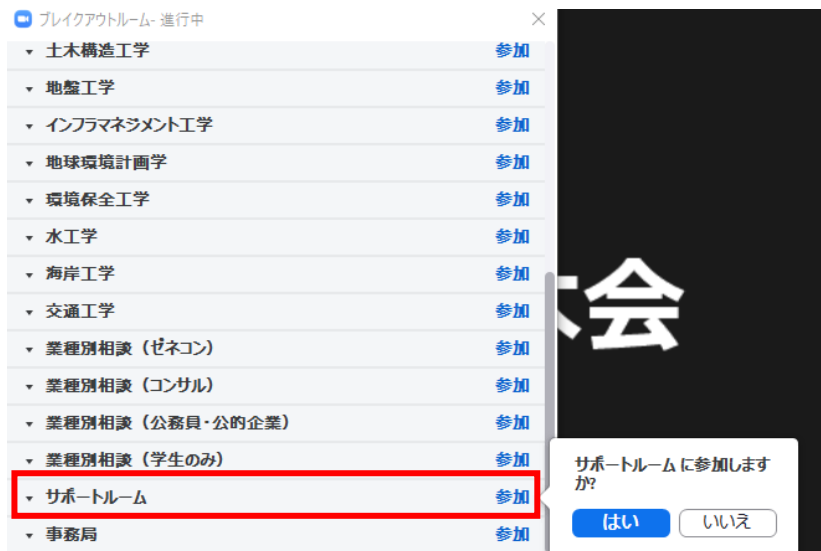 ブレイクアウトルーム- 進行中
土木構造工学 参加
地盤工学 参加
インフラマネジメント工学 参加
地球環境計画学 参加
環境保全工学 参加
水工学 参加
海岸工学 参加
交通工学 参加
業種別相談（ゼネコン） 参加
業種別相談（コンサル） 参加
業種別相談（公務員・公的企業） 参加
業種別相談（学生のみ） 参加
サポートルーム 参加
事務局 参加
会
サポートルーム に参加します
か?
はい いいえ